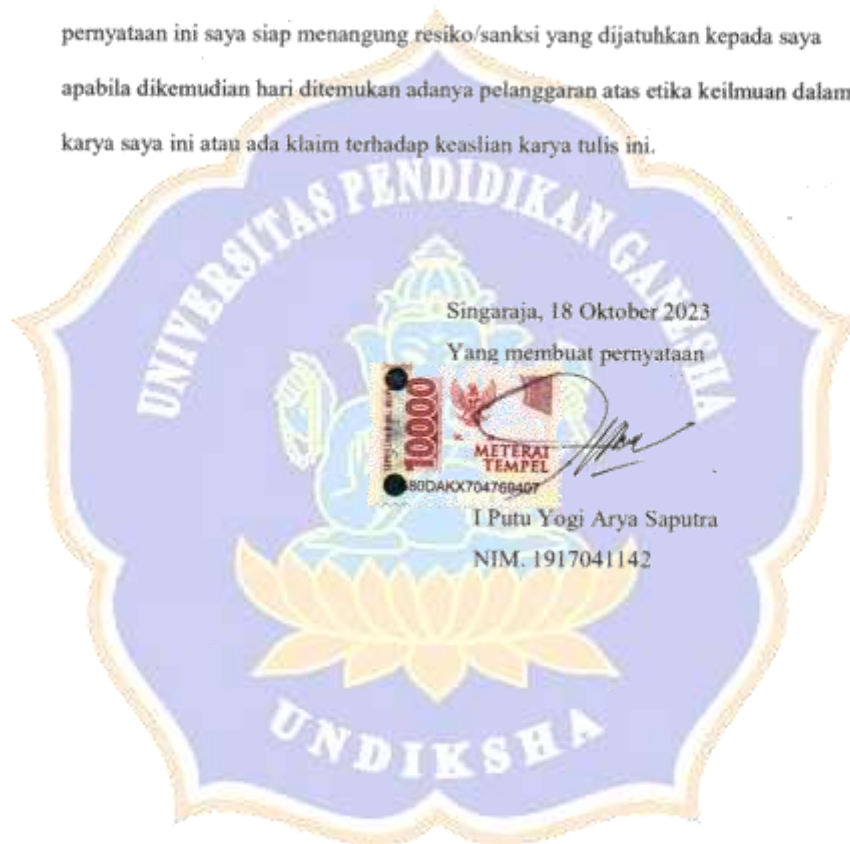 pernyataan ini saya siap menangung resiko/sanksi yang dijatuhkan kepada saya
apabila dikemudian hari ditemukan adanya pelanggaran atas etika keilmuan dalam
karya saya ini atau ada klaim terhadap keaslian karya tulis ini.
UNIVERSITAS PENDIDIKAN GANESHA
Singaraja, 18 Oktober 2023
Yang membuat pernyataan
10000
METERAI
TEMPEL
80DAKX704769407
I Putu Yogi Arya Saputra
NIM. 1917041142
UNDIKSHA